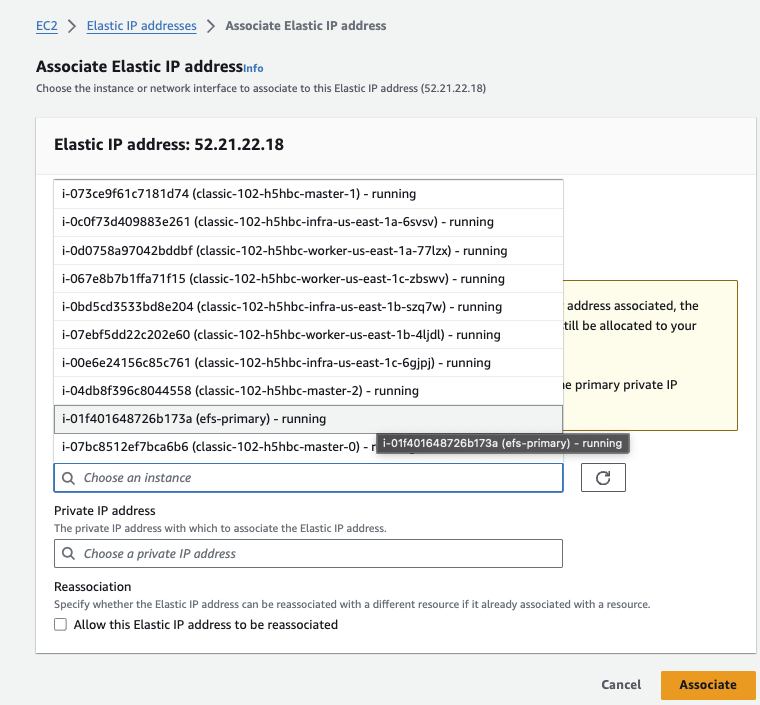 EC2 > Elastic IP addresses > Associate Elastic IP address
Associate Elastic IP address Info
Choose the instance or network interface to associate to this Elastic IP address (52.21.22.18)
Elastic IP address: 52.21.22.18
i-073ce9f61c7181d74 (classic-102-h5hbc-master-1) - running
i-0c0f73d409883e261 (classic-102-h5hbc-infra-us-east-1a-6svsv) - running
i-0d0758a97042bddbf (classic-102-h5hbc-worker-us-east-1a-77lzx) - running
i-067e8b7b1ffa71f15 (classic-102-h5hbc-worker-us-east-1c-zbswv) - running
i-0bd5cd3533bd8e204 (classic-102-h5hbc-infra-us-east-1b-szq7w) - running
address associated, the
i-07ebf5dd22c202e60 (classic-102-h5hbc-worker-us-east-1b-4ljdl) - running
till be allocated to your
i-00e6e24156c85c761 (classic-102-h5hbc-infra-us-east-1c-6gjpj) - running
i-04db8f396c8044558 (classic-102-h5hbc-master-2) - running
e primary private IP
i-01f401648726b173a (efs-primary) - running
i-07bc8512ef7bca6b6 (classic-102-h5hbc-master-0) - r
i-01f401648726b173a (efs-primary) - running
Choose an instance
Private IP address
The private IP address with which to associate the Elastic IP address.
Choose a private IP address
Reassociation
Specify whether the Elastic IP address can be reassociated with a different resource if it already associated with a resource.
Allow this Elastic IP address to be reassociated
Cancel
Associate